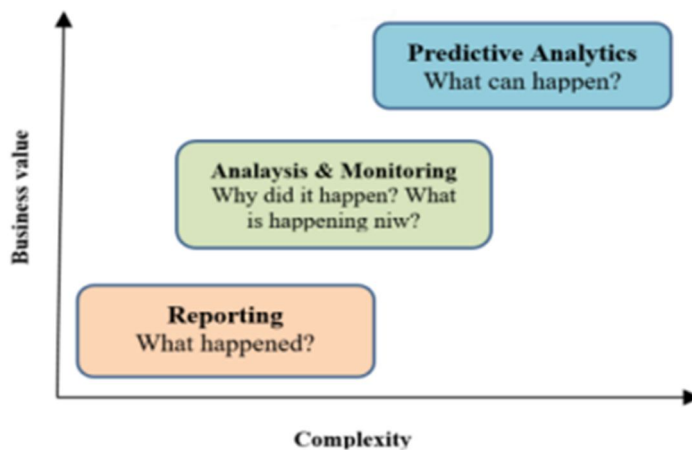 Predictive Analytics
What can happen?
Analaysis & Monitoring
Why did it happen? What
is happening niw?
Business value
Reporting
What happened?
Complexity